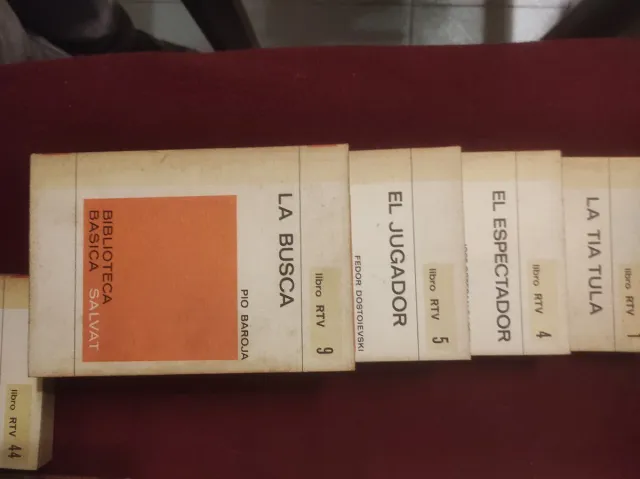 libro RTV 9
LA BUSCA
PIO BAROJA
BIBLIOTECA
BASICA SALVAT
libro RTV 5
EL JUGADOR
FEDOR DOSTOIEVSKI
libro RTV 4
EL ESPECTADOR
libro RTV 1
LA TIA TULA
libro RTV 44